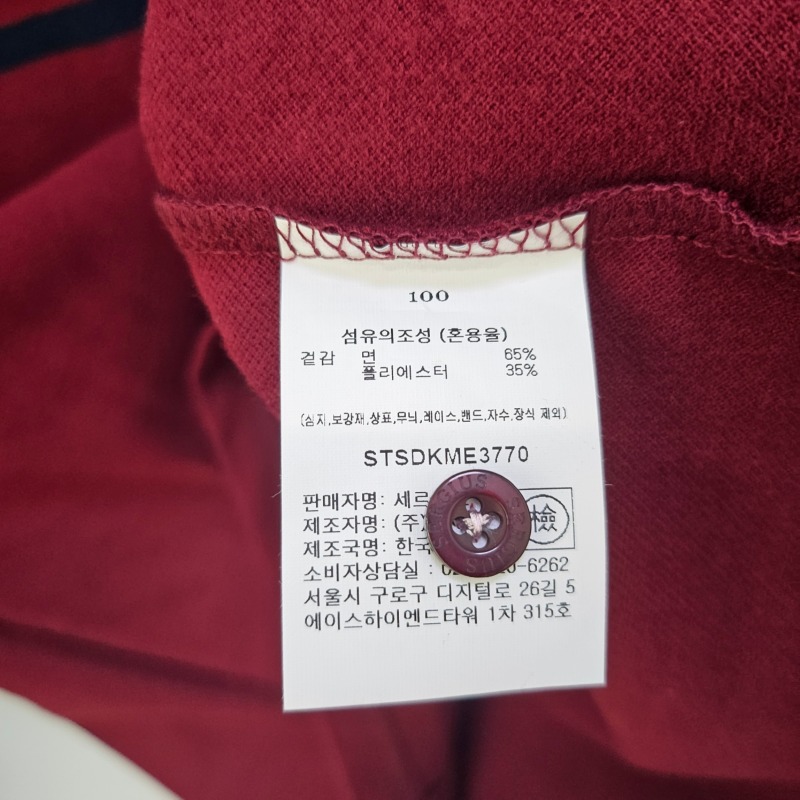 100
섬유의조성 (혼용율)
겉감 면 65%
폴리에스터 35%
(심지,보강재,상표,무늬,레이스,밴드,자수,장식 제외)
STSDKME3770
판매자명: 세르
제조자명: (주)
檢
제조국명: 한국
소비자상담실 : -6262
서울시 구로구 디지털로 26길 5
에이스하이엔드타워 1차 315호